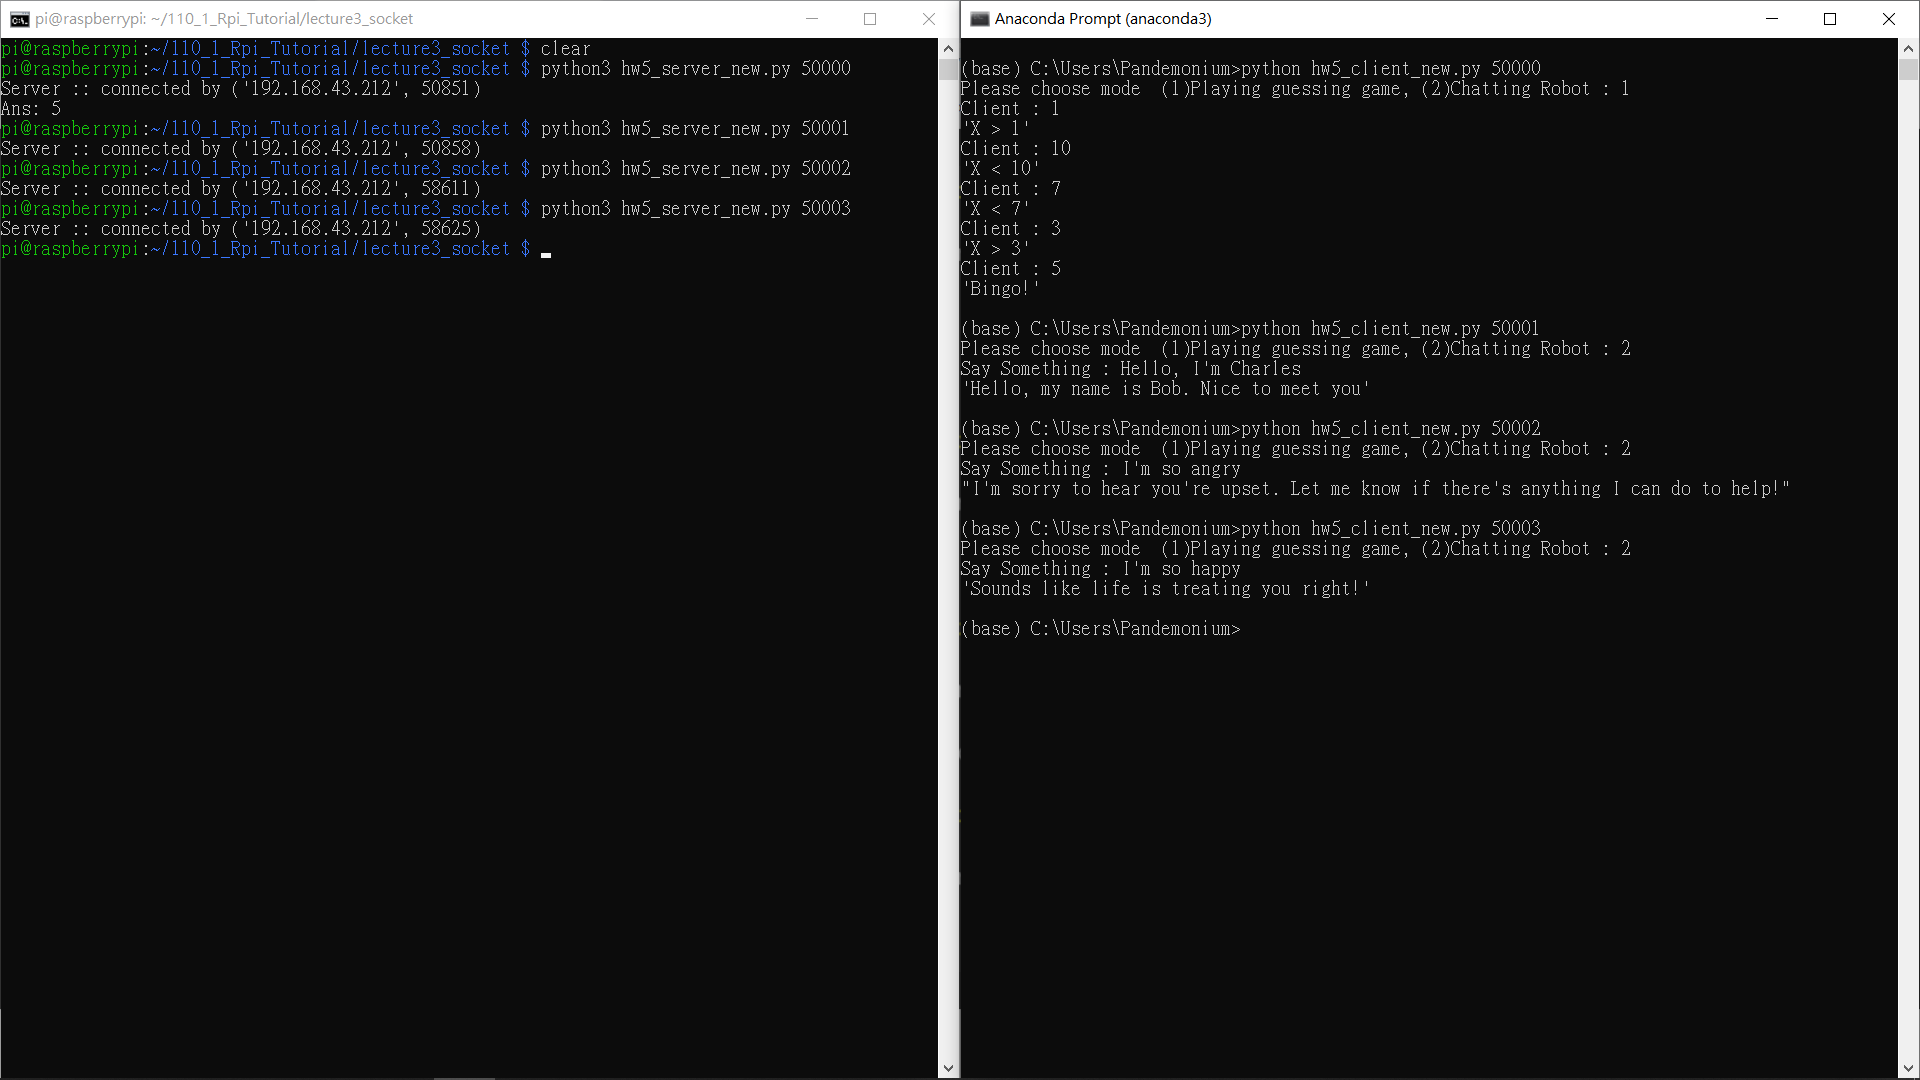 pi@raspberrypi: ~/110_1_Rpi_Tutorial/lecture3_socket
pi@raspberrypi:~/110_1_Rpi_Tutorial/lecture3_socket $ clear
pi@raspberrypi:~/110_1_Rpi_Tutorial/lecture3_socket $ python3 hw5_server_new.py 50000
Server :: connected by ('192.168.43.212', 50851)
Ans: 5
pi@raspberrypi:~/110_1_Rpi_Tutorial/lecture3_socket $ python3 hw5_server_new.py 50001
Server :: connected by ('192.168.43.212', 50858)
pi@raspberrypi:~/110_1_Rpi_Tutorial/lecture3_socket $ python3 hw5_server_new.py 50002
Server :: connected by ('192.168.43.212', 58611)
pi@raspberrypi:~/110_1_Rpi_Tutorial/lecture3_socket $ python3 hw5_server_new.py 50003
Server :: connected by ('192.168.43.212', 58625)
pi@raspberrypi:~/110_1_Rpi_Tutorial/lecture3_socket $
Anaconda Prompt (anaconda3)
(base) C:\Users\Pandemonium>python hw5_client_new.py 50000
Please choose mode  (1)Playing guessing game, (2)Chatting Robot : 1
Client : 1
'X > 1'
Client : 10
'X < 10'
Client : 7
'X < 7'
Client : 3
'X > 3'
Client : 5
'Bingo!'
(base) C:\Users\Pandemonium>python hw5_client_new.py 50001
Please choose mode  (1)Playing guessing game, (2)Chatting Robot : 2
Say Something : Hello, I'm Charles
'Hello, my name is Bob. Nice to meet you'
(base) C:\Users\Pandemonium>python hw5_client_new.py 50002
Please choose mode  (1)Playing guessing game, (2)Chatting Robot : 2
Say Something : I'm so angry
"I'm sorry to hear you're upset. Let me know if there's anything I can do to help!"
(base) C:\Users\Pandemonium>python hw5_client_new.py 50003
Please choose mode  (1)Playing guessing game, (2)Chatting Robot : 2
Say Something : I'm so happy
'Sounds like life is treating you right!'
(base) C:\Users\Pandemonium>